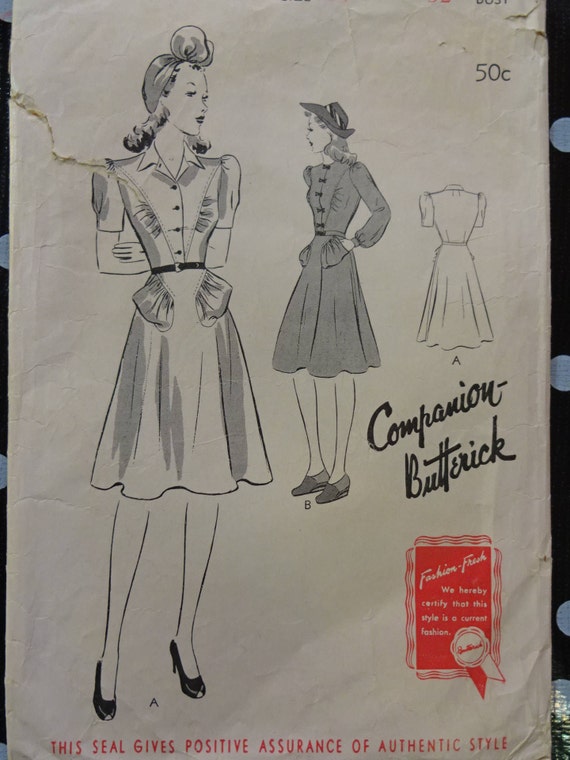 50c
A
Companion-
Butterick
B
Fashion-Fresh
We hereby
certify that this
style is a current
fashion.
Butterick
A
THIS SEAL GIVES POSITIVE ASSURANCE OF AUTHENTIC STYLE